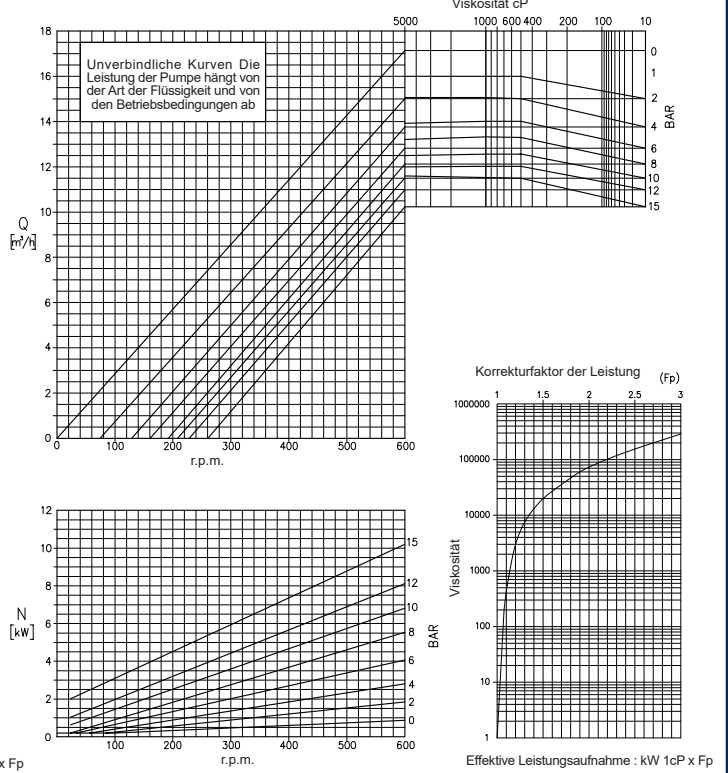 Viskosität cP
5000 1000 600 400 200 100 10
18
16
14
12
10
8
6
4
2
0
Q
[m³/h]
Unverbindliche Kurven Die
Leistung der Pumpe hängt von
der Art der Flüssigkeit und von
den Betriebsbedingungen ab
0
1
2
4
6
8
10
12
15
BAR
100 200 300 400 500 600
r.p.m.
Korrekturfaktor der Leistung
(Fp)
1 1.5 2 2.5 3
1000000
100000
10000
1000
100
10
1
Viskosität
Effektive Leistungsaufnahme : kW 1cP x Fp
12
10
8
6
4
2
0
N
[kW]
15
12
10
8
6
4
2
0
BAR
100 200 300 400 500 600
r.p.m.
x Fp